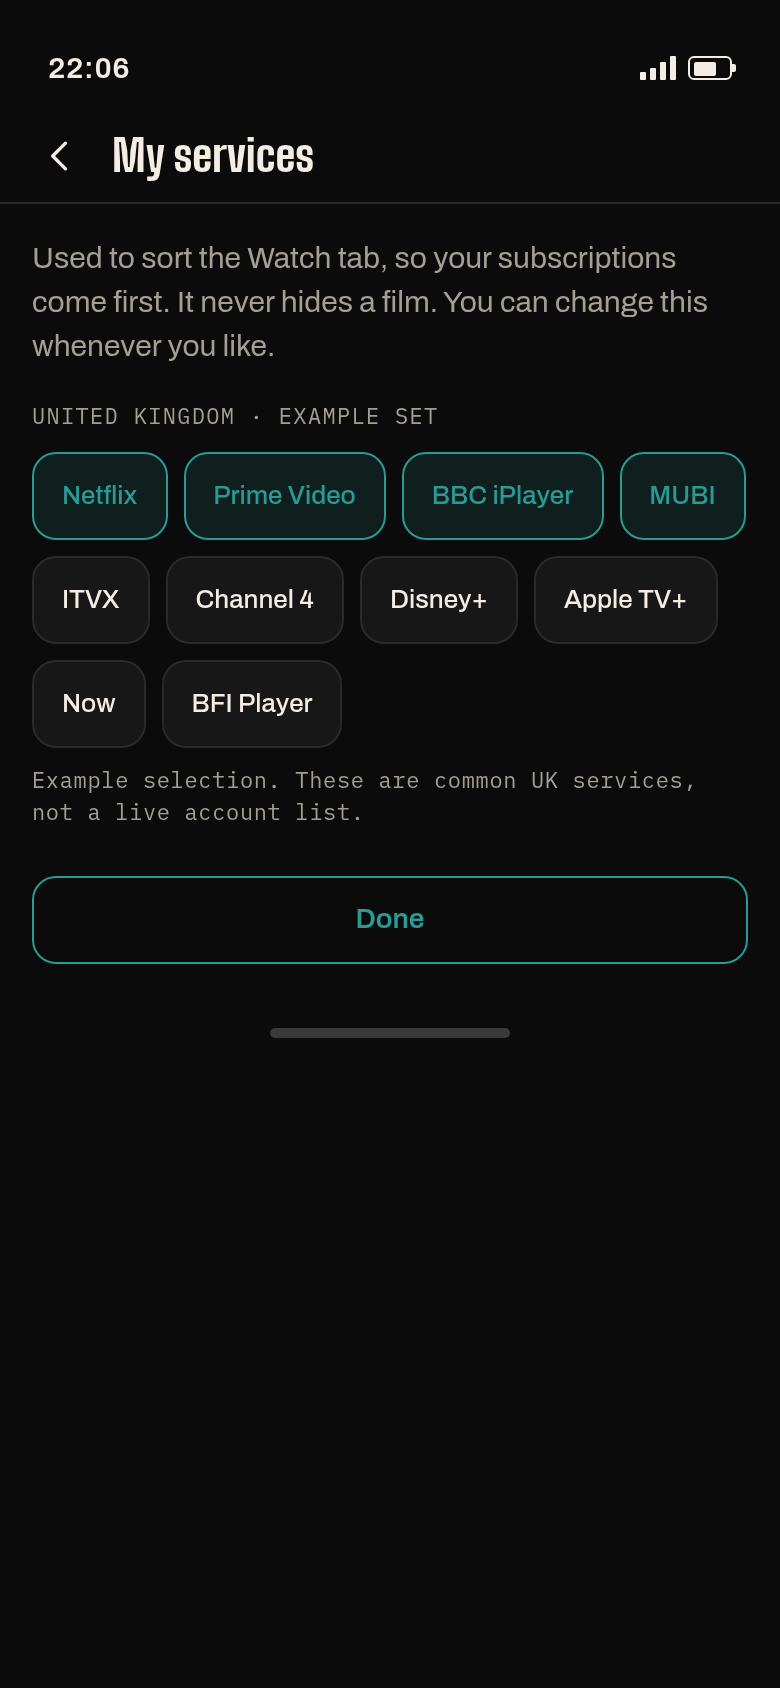 22:06
My services
Used to sort the Watch tab, so your subscriptions
come first. It never hides a film. You can change this
whenever you like.
UNITED KINGDOM · EXAMPLE SET
Netflix Prime Video BBC iPlayer MUBI
ITVX Channel 4 Disney+ Apple TV+
Now BFI Player
Example selection. These are common UK services,
not a live account list.
Done